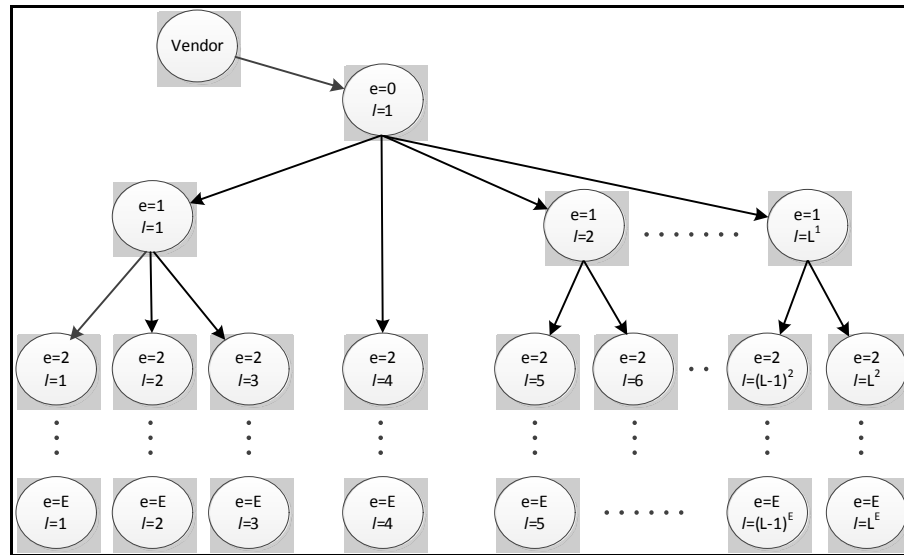 Vendor
e=0
l=1
e=1
l=1
e=1
l=2
e=1
l=L¹
e=2
l=1
e=2
l=2
e=2
l=3
e=2
l=4
e=2
l=5
e=2
l=6
e=2
l=(L-1)²
e=2
l=L²
e=E
l=1
e=E
l=2
e=E
l=3
e=E
l=4
e=E
l=5
e=E
l=(L-1)ᴱ
e=E
l=Lᴱ